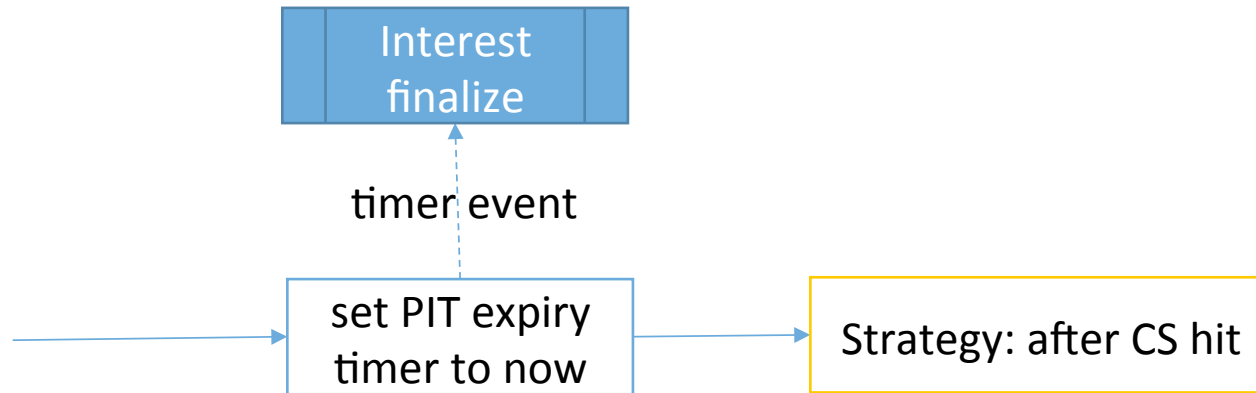 Interest
finalize
timer event
set PIT expiry
timer to now
Strategy: after CS hit